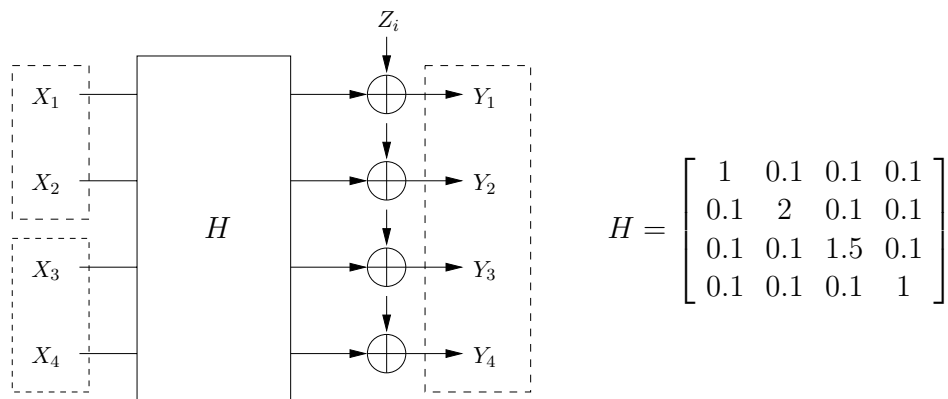 Z_i
X_1 Y_1
X_2 Y_2
H
X_3 Y_3
X_4 Y_4
H = [ 1 0.1 0.1 0.1
0.1 2 0.1 0.1
0.1 0.1 1.5 0.1
0.1 0.1 0.1 1 ]